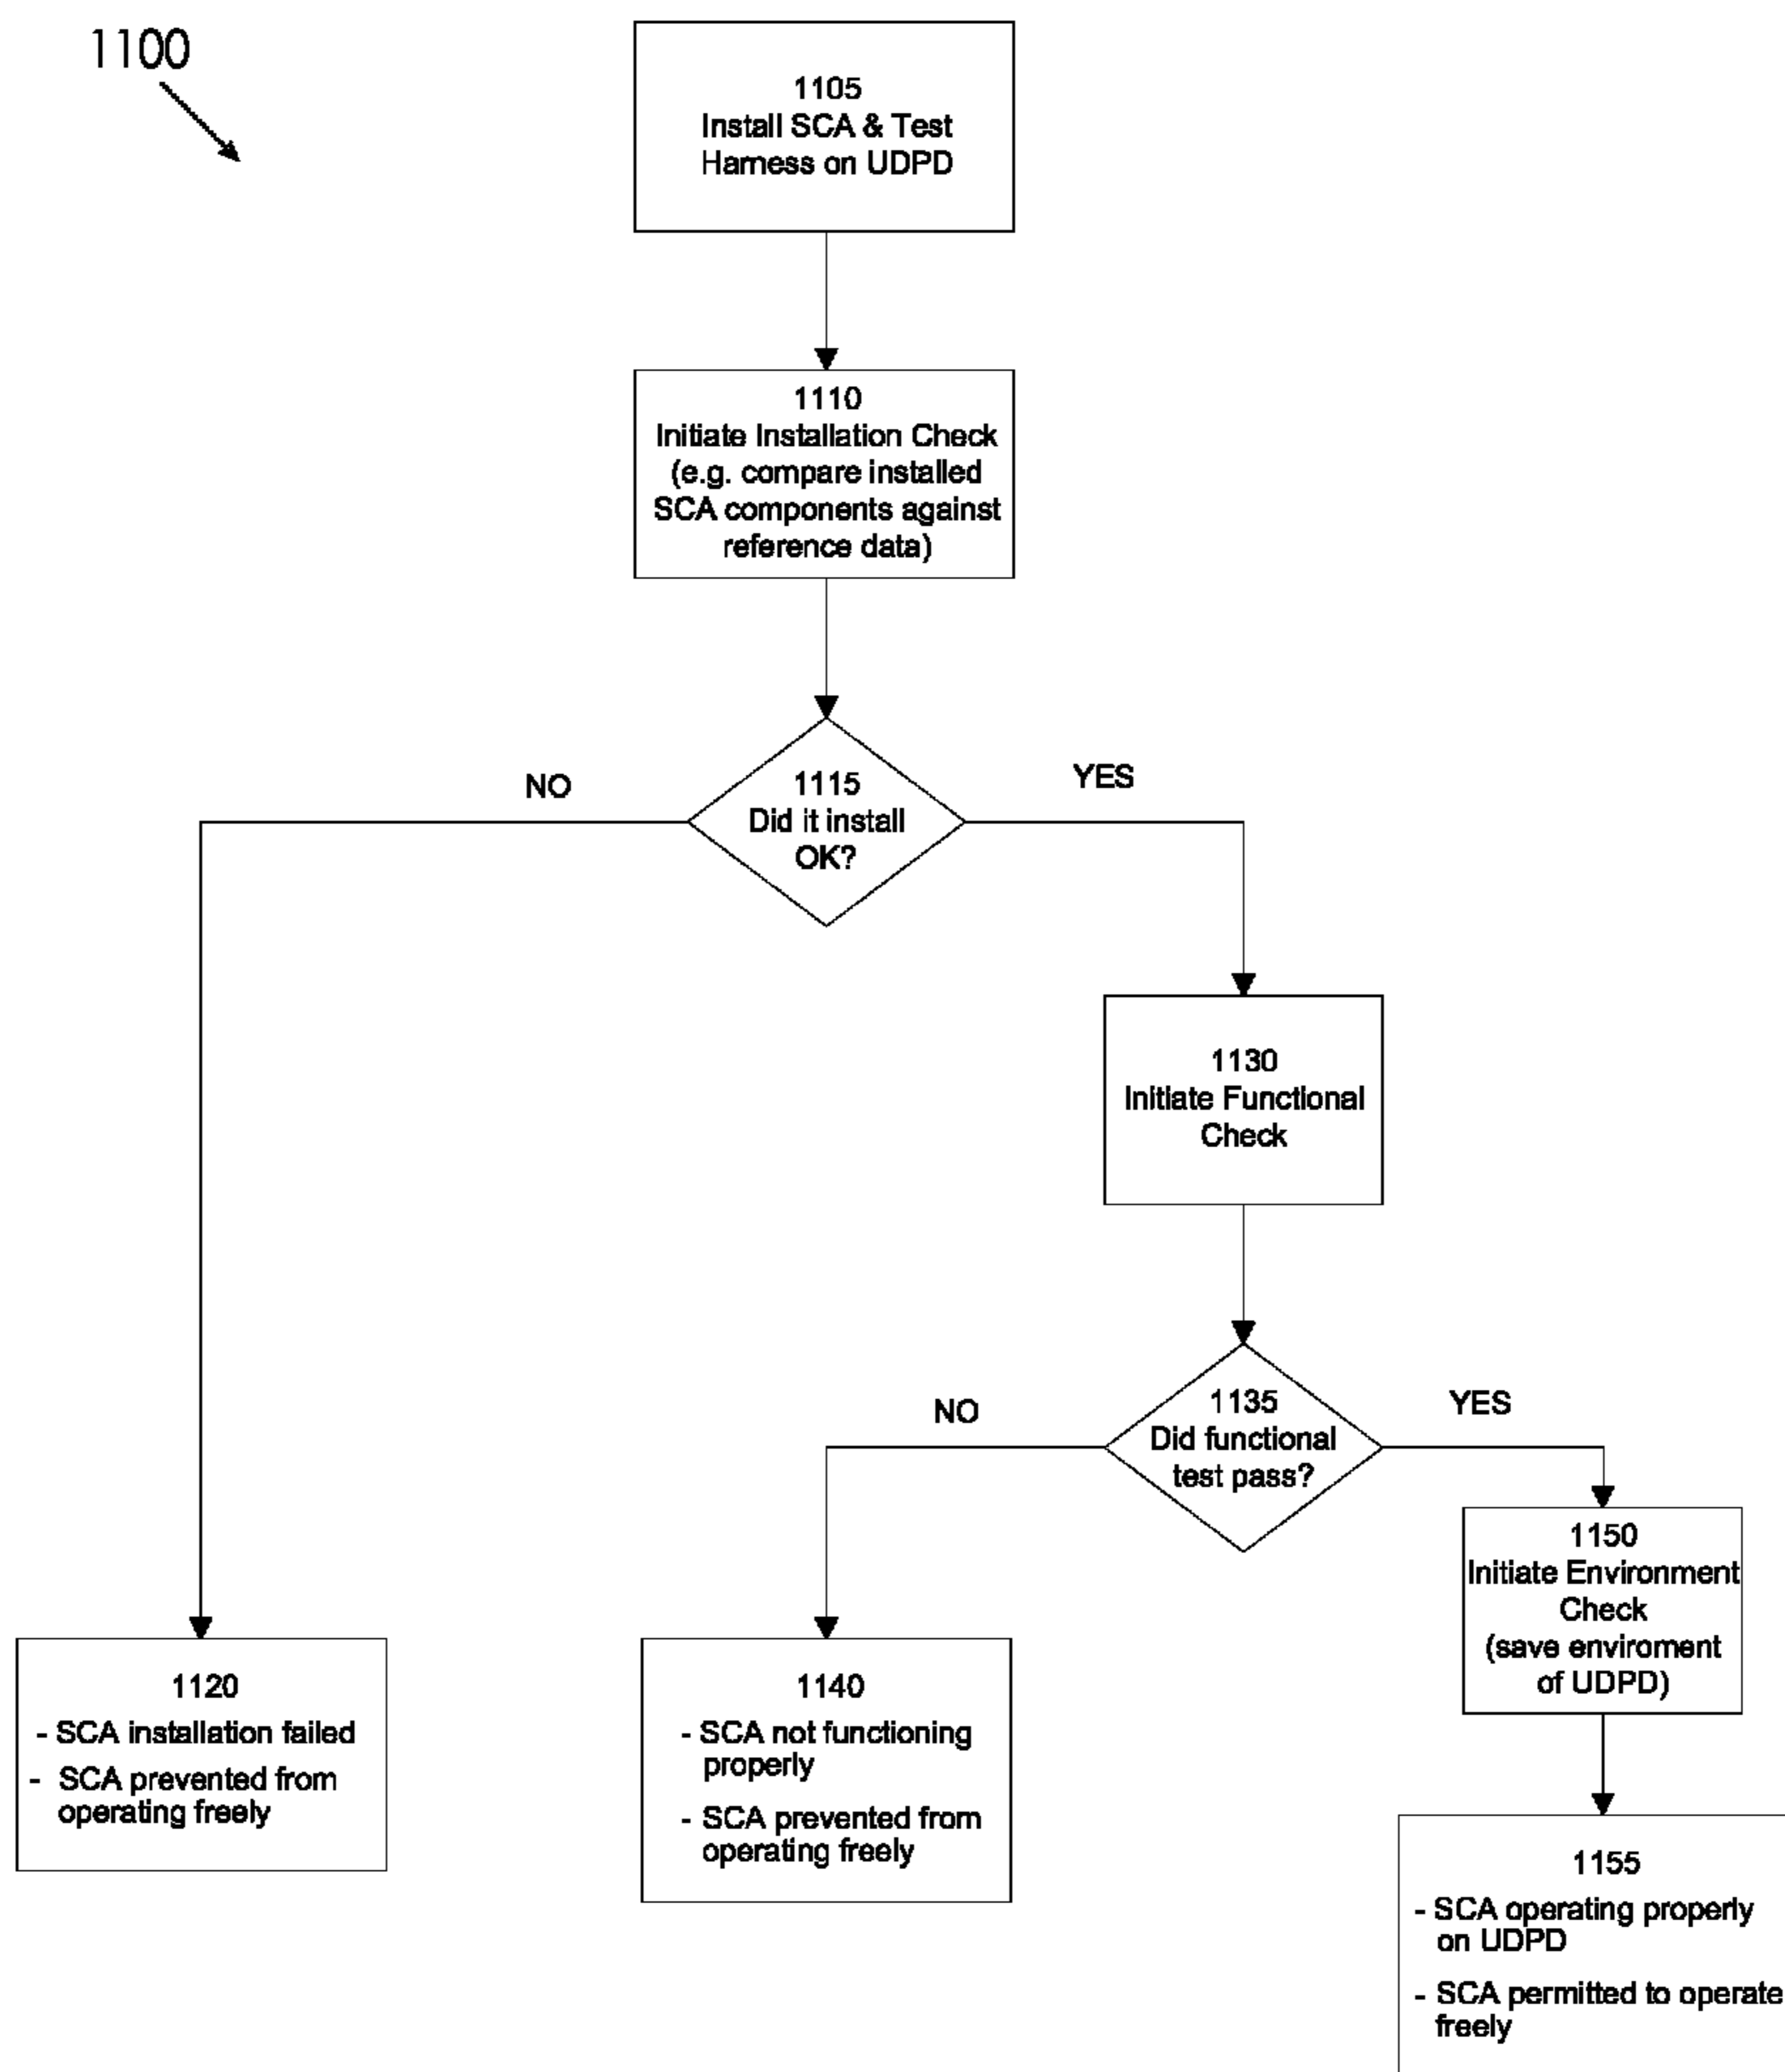 1100
1105
Install SCA & Test
Harness on UDPD
1110
Initiate Installation Check
(e.g. compare installed
SCA components against
reference data)
NO
1115
Did it install
OK?
YES
1130
Initiate Functional
Check
NO
1135
Did functional
test pass?
YES
1150
Initiate Environment
Check
(save enviroment
of UDPD)
1120
- SCA installation failed
- SCA prevented from
operating freely
1140
- SCA not functioning
properly
- SCA prevented from
operating freely
1155
- SCA operating properly
on UDPD
- SCA permitted to operate
freely